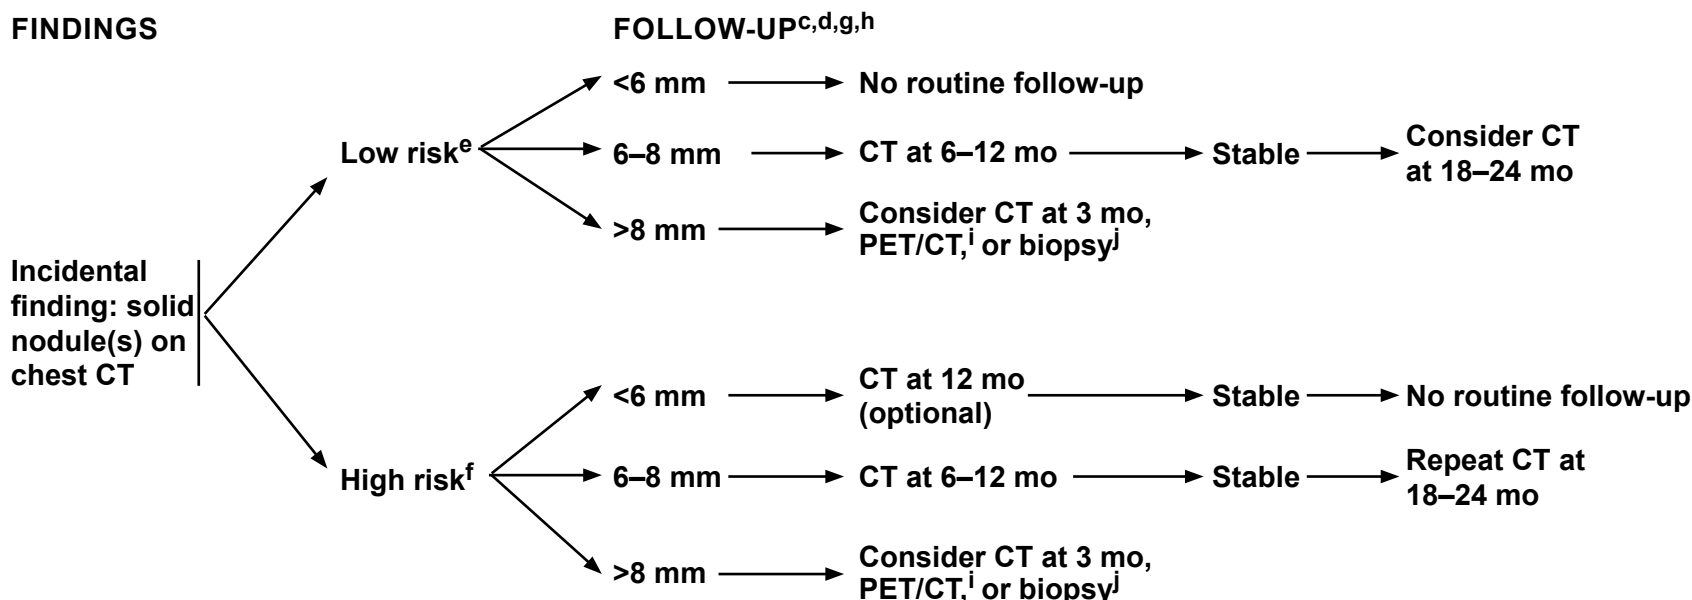 FINDINGS
FOLLOW-UPc,d,g,h
<6 mm
No routine follow-up
Low riske
6–8 mm
CT at 6–12 mo
Stable
Consider CT
at 18–24 mo
>8 mm
Consider CT at 3 mo,
PET/CT,i or biopsyj
Incidental
finding: solid
nodule(s) on
chest CT
<6 mm
CT at 12 mo
(optional)
Stable
No routine follow-up
High riskf
6–8 mm
CT at 6–12 mo
Stable
Repeat CT at
18–24 mo
>8 mm
Consider CT at 3 mo,
PET/CT,i or biopsyj